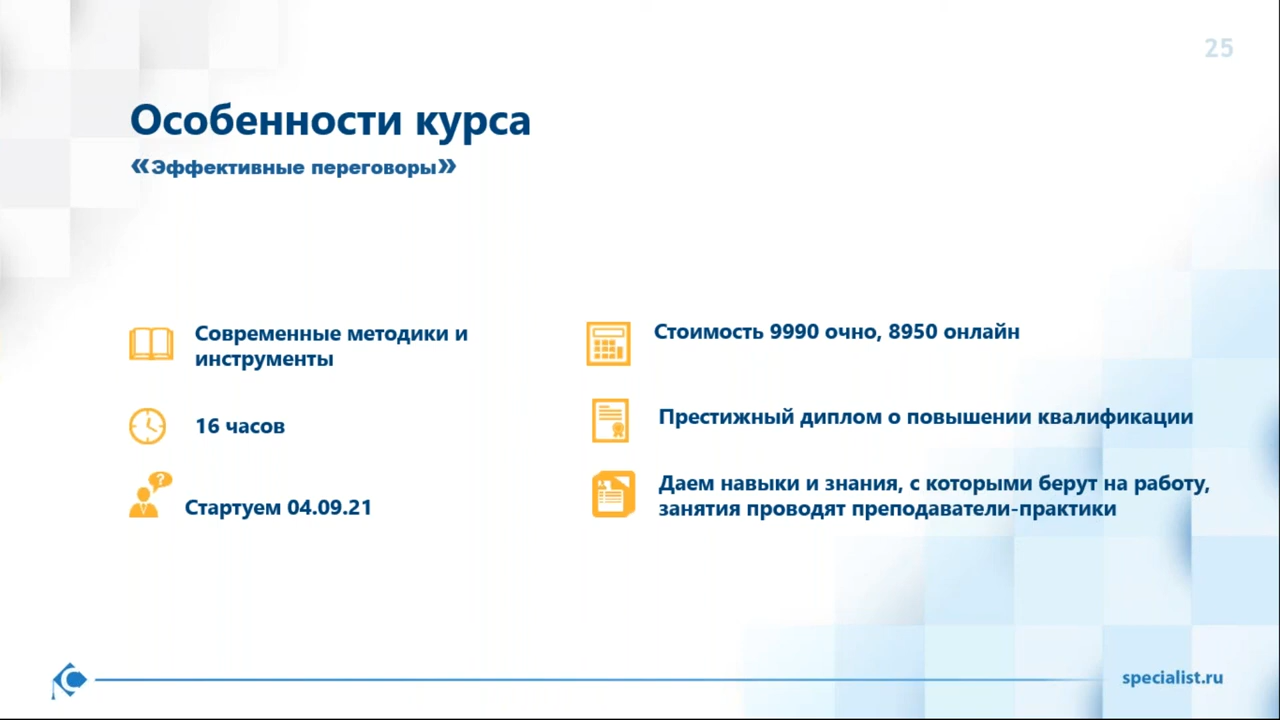 25
Особенности курса
«Эффективные переговоры»
Современные методики и
инструменты
16 часов
Стартуем 04.09.21
Стоимость 9990 очно, 8950 онлайн
Престижный диплом о повышении квалификации
Даем навыки и знания, с которыми берут на работу,
занятия проводят преподаватели-практики
specialist.ru